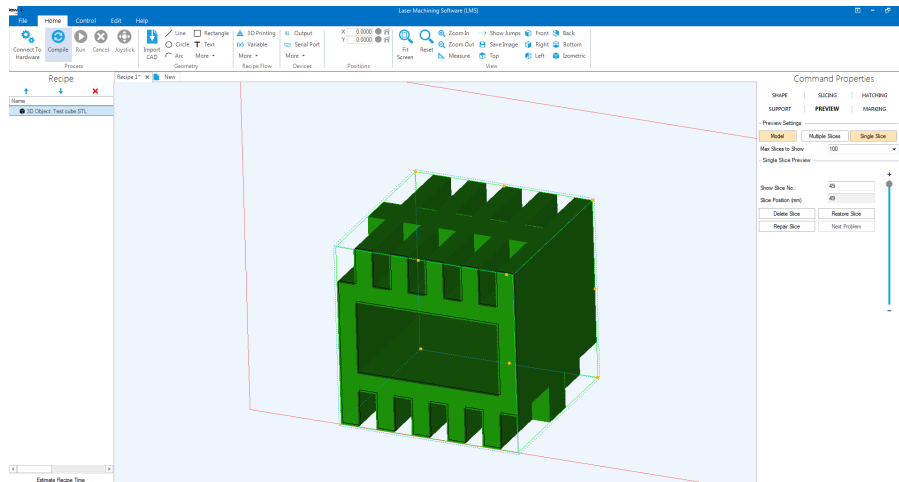 Laser Machining Software (LMS)
File Home Control Edit Help
Connect To Hardware Compile Run Cancel Joystick
Process
Import CAD Line Rectangle
Circle T Text
Arc More
Geometry
3D Printing
(x) Variable
More
Recipe Flow
Output
Serial Port
More
Devices
X 0.0000
Y 0.0000
Positions
Fit Screen Reset Zoom In Show Jumps Front Back
Zoom Out Save Image Right Bottom
Measure Top Left Izometric
View
Recipe
Name
3D Object: Test cube.STL
Estimate Recipe Time
Recipe 1* New
Command Properties
SHAPE SLICING HATCHING
SUPPORT PREVIEW MARKING
Preview Settings
Model Multiple Slices Single Slice
Max Slices to Show 100
Single Slice Preview
Show Slice No.: 49
Slice Position (mm) 49
Delete Slice Restore Slice
Repair Slice Next Problem